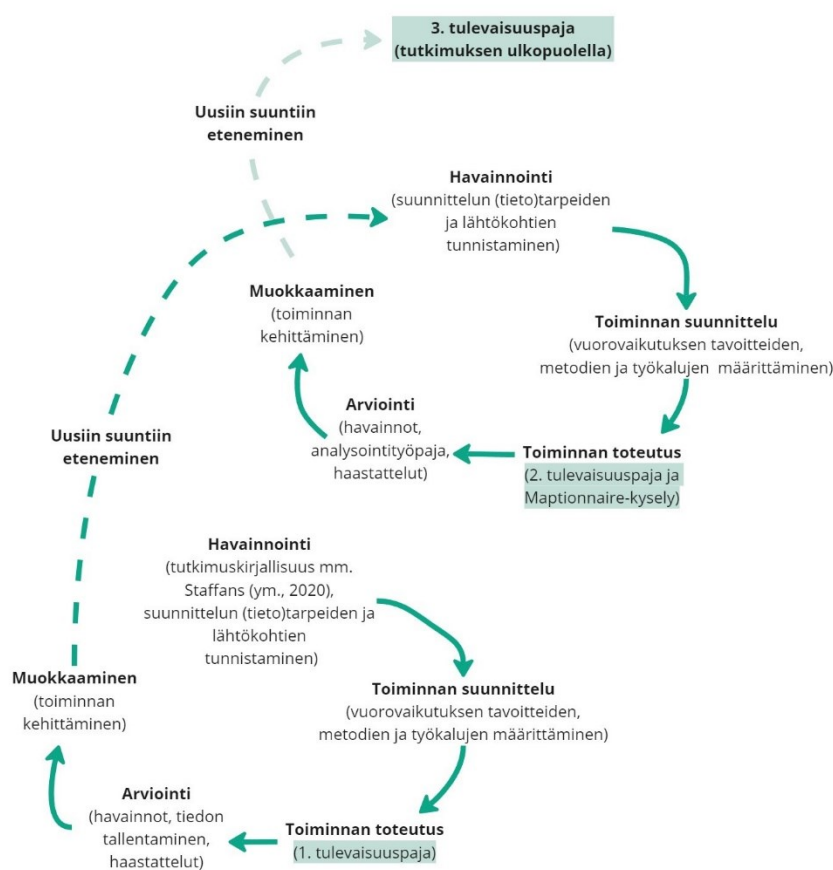 3. tulevaisuuspaja
(tutkimuksen ulkopuolella)
Uusiin suuntiin
eteneminen
Havainnointi
(suunnittelun (tieto)tarpeiden
ja lähtökohtien
tunnistaminen)
Toiminnan suunnittelu
(vuorovaikutuksen tavoitteiden,
metodien ja työkalujen  määrittäminen)
Toiminnan toteutus
(2. tulevaisuuspaja ja
Maptionnaire-kysely)
Arviointi
(havainnot,
analysointityöpaja,
haastattelut)
Muokkaaminen
(toiminnan
kehittäminen)
Uusiin suuntiin
eteneminen
Havainnointi
(tutkimuskirjallisuus mm.
Staffans (ym., 2020),
suunnittelun (tieto)tarpeiden ja
lähtökohtien
tunnistaminen)
Toiminnan suunnittelu
(vuorovaikutuksen tavoitteiden,
metodien ja työkalujen määrittäminen)
Toiminnan toteutus
(1. tulevaisuuspaja)
Arviointi
(havainnot, tiedon
tallentaminen,
haastattelut)
Muokkaaminen
(toiminnan
kehittäminen)